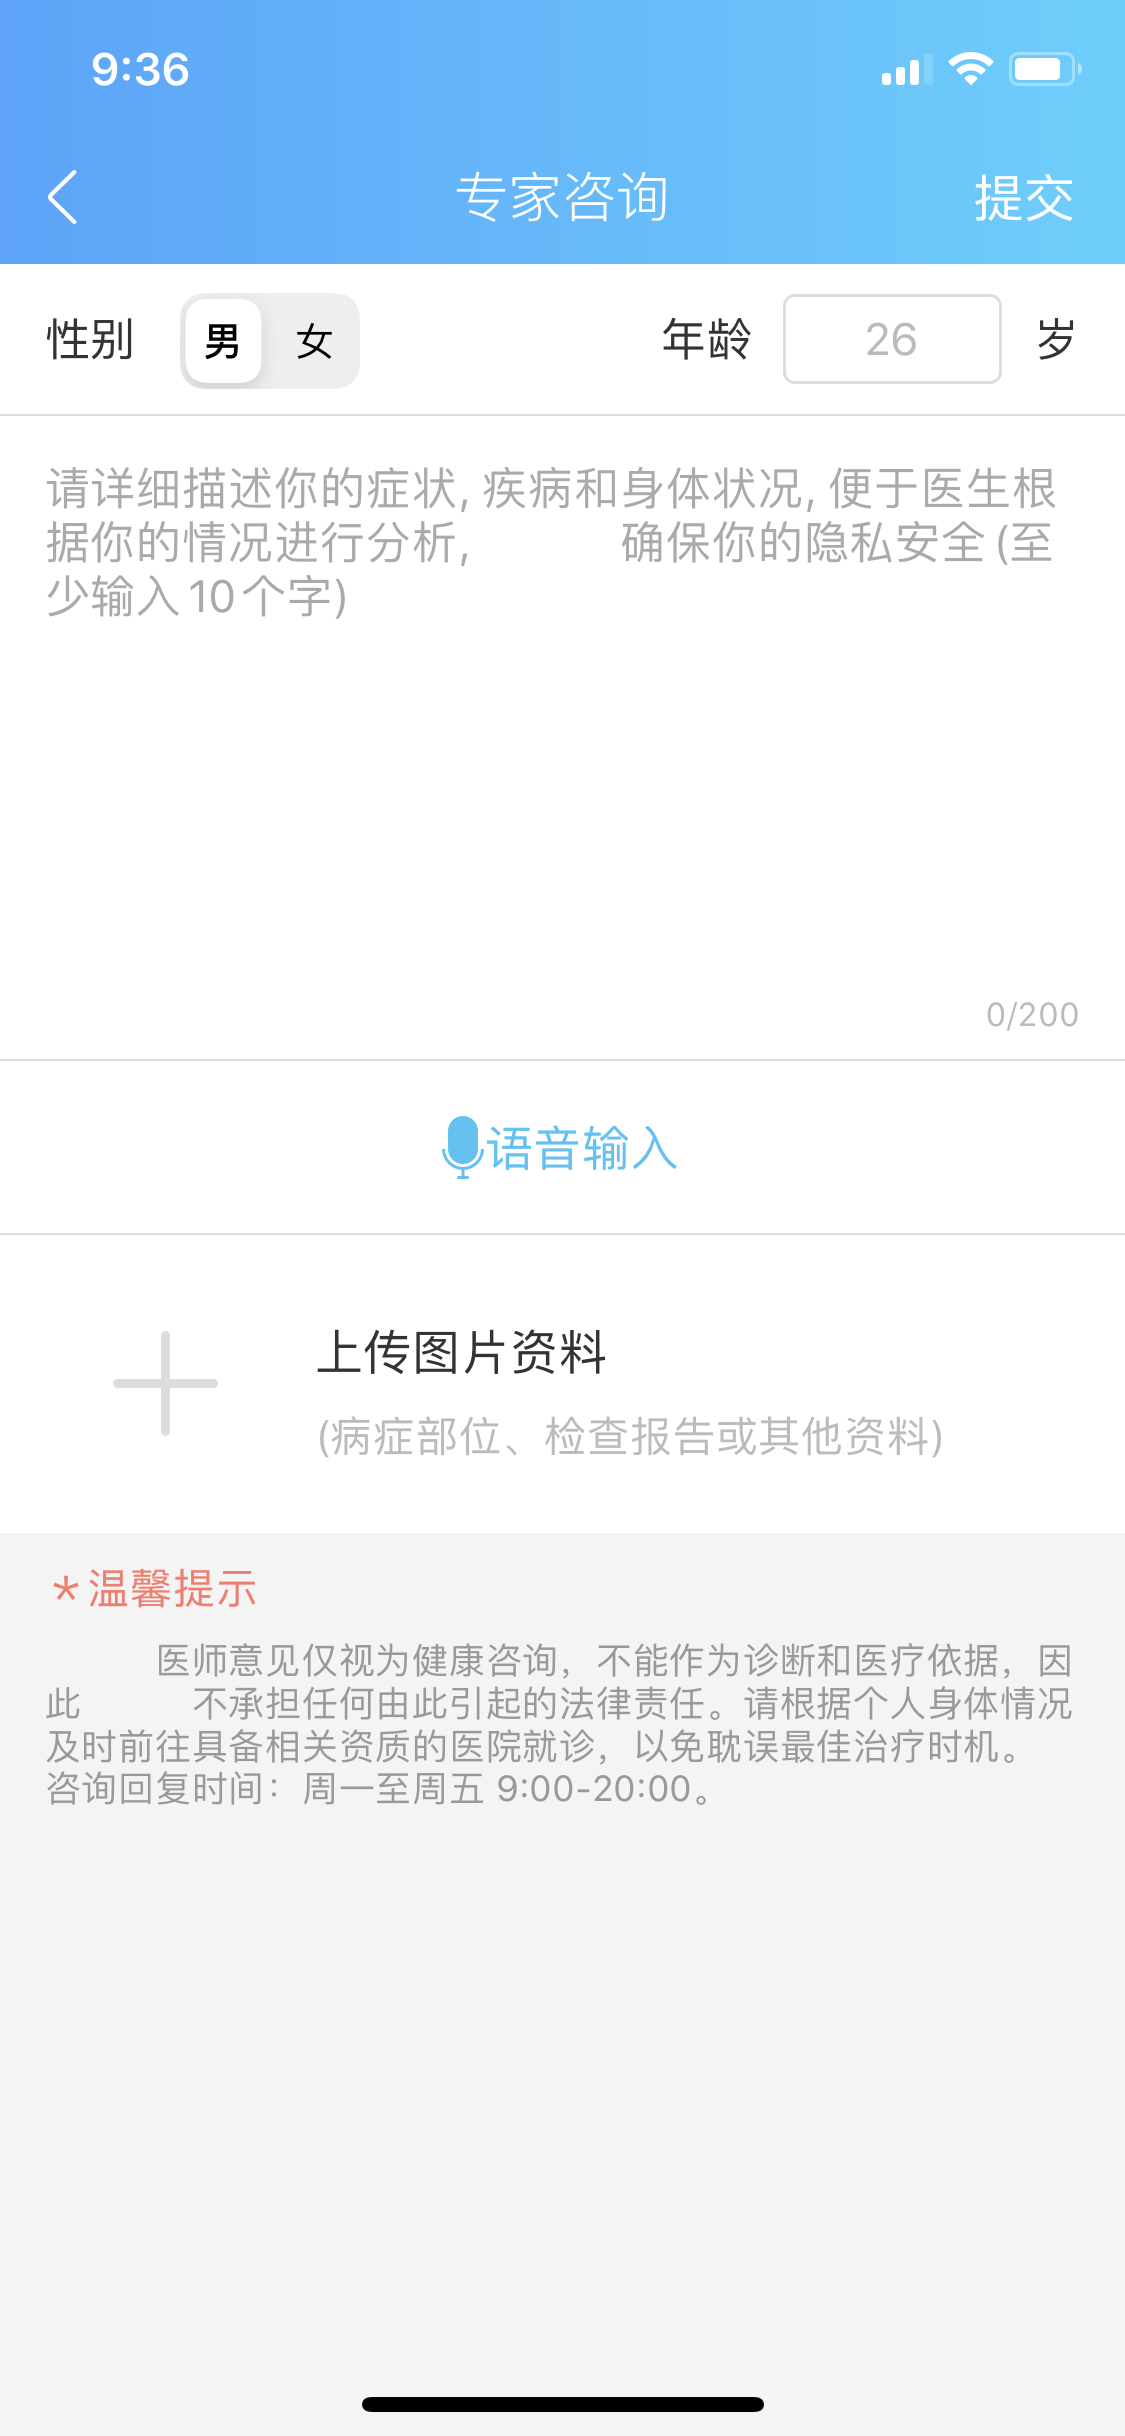 9:36
专家咨询 提交
性别 男 女 年龄 26 岁
请详细描述你的症状, 疾病和身体状况, 便于医生根
据你的情况进行分析, 确保你的隐私安全 (至
少输入 10 个字)
0/200
语音输入
上传图片资料
(病症部位、检查报告或其他资料)
*温馨提示
医师意见仅视为健康咨询，不能作为诊断和医疗依据，因
此 不承担任何由此引起的法律责任。请根据个人身体情况
及时前往具备相关资质的医院就诊，以免耽误最佳治疗时机。
咨询回复时间：周一至周五 9:00-20:00。